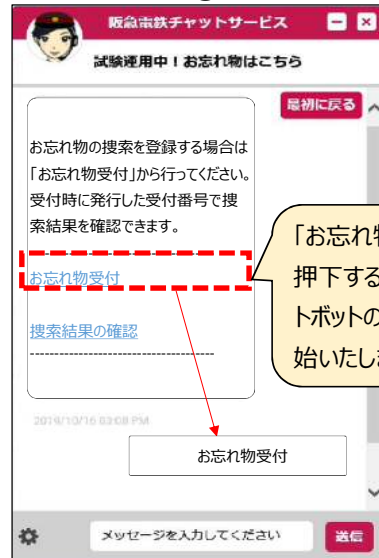 阪急電鉄チャットサービス
試験運用中！お忘れ物はこちら
最初に戻る
お忘れ物の捜索を登録する場合は
「お忘れ物受付」から行ってください。
受付時に発行した受付番号で捜
索結果を確認できます。
お忘れ物受付
捜索結果の確認
「お忘れ物
押下する
トボットの
始いたしま
2019/10/16 03:08 PM
お忘れ物受付
メッセージを入力してください
送信